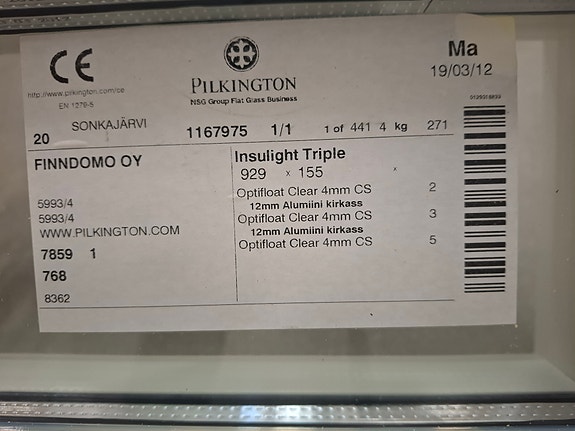 CE
http://www.pilkington.com/ce
EN 1279-5
PILKINGTON
NSG Group Flat Glass Business
Ma
19/03/12
20 SONKAJÄRVI 1167975 1/1 1 of 441 4 kg 271
FINNDOMO OY
5993/4
5993/4
WWW.PILKINGTON.COM
7859 1
768
8362
Insulight Triple
929 x 155 x
Optifloat Clear 4mm CS 2
12mm Alumiini kirkass
Optifloat Clear 4mm CS 3
12mm Alumiini kirkass
Optifloat Clear 4mm CS 5